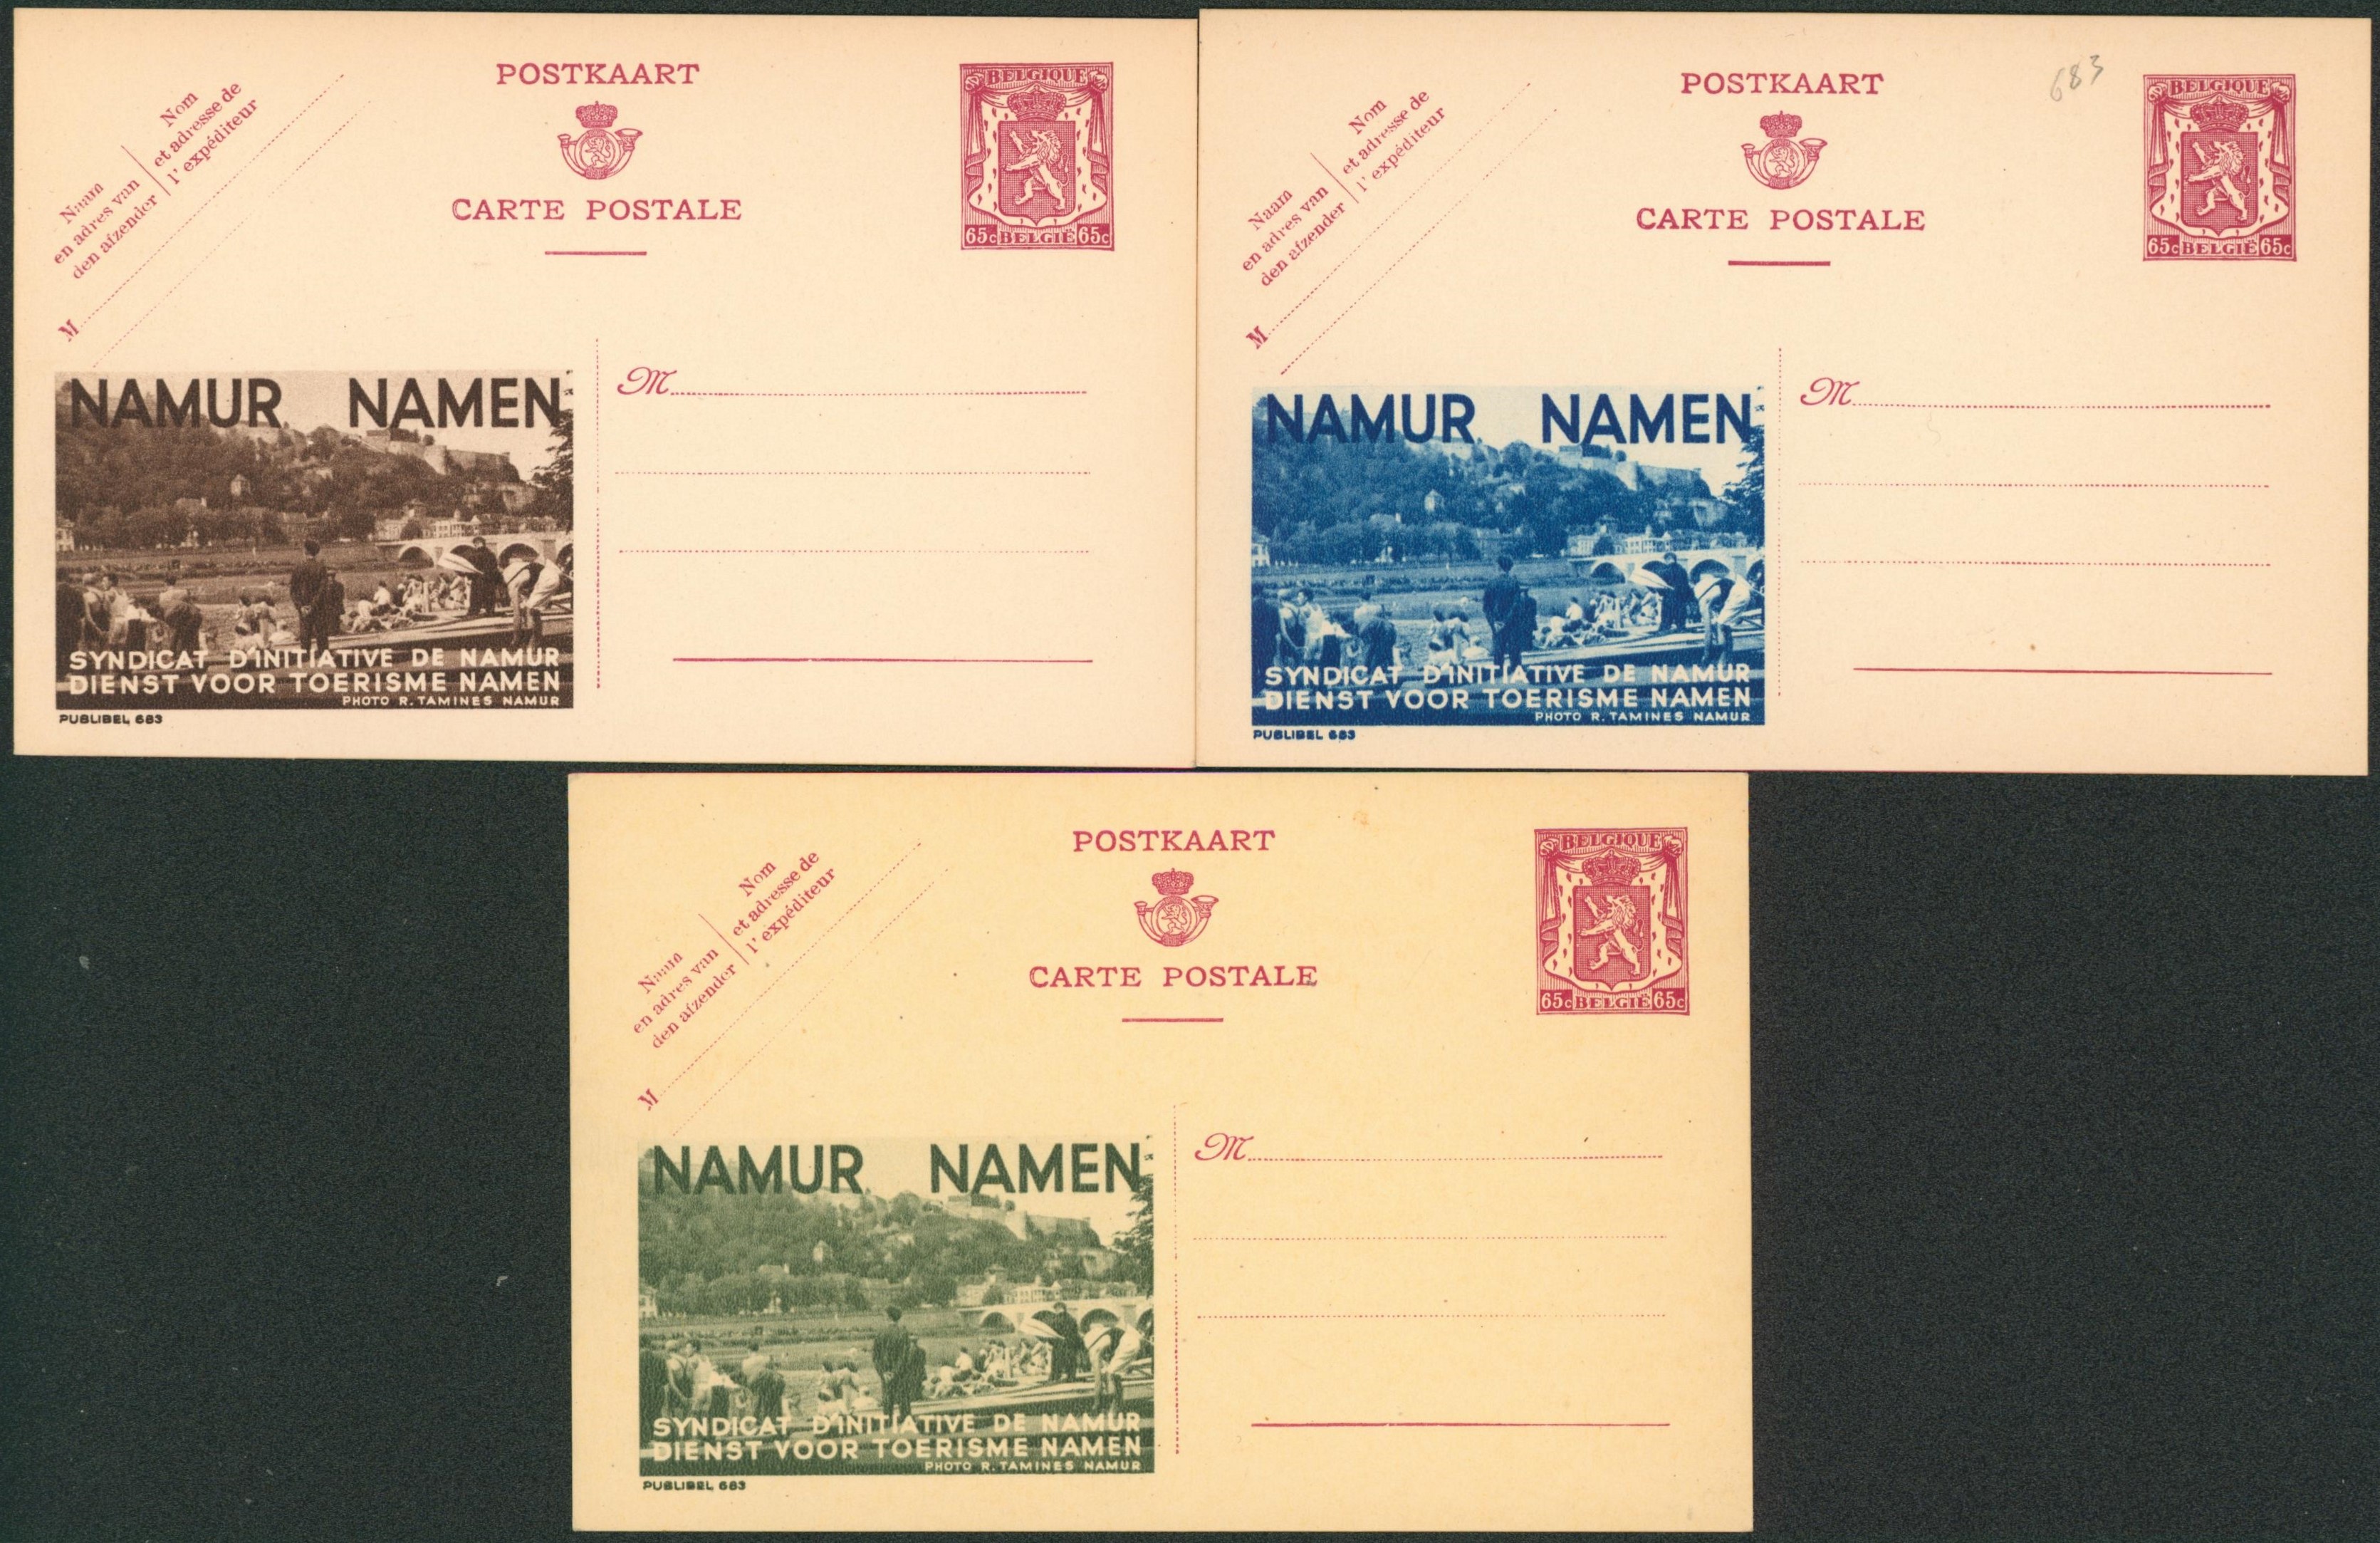 POSTKAART
CARTE POSTALE
BELGIQUE
65c BELGIË 65c
Naam
en adres van
den afzender
Nom
et adresse de
l'expéditeur
M
NAMUR NAMEN
SYNDICAT D'INITIATIVE DE NAMUR
DIENST VOOR TOERISME NAMEN
PHOTO R. TAMINES NAMUR
PUBLIBEL 683
M
POSTKAART
CARTE POSTALE
683
BELGIQUE
65c BELGIË 65c
Naam
en adres van
den afzender
Nom
et adresse de
l'expéditeur
M
NAMUR NAMEN
SYNDICAT D'INITIATIVE DE NAMUR
DIENST VOOR TOERISME NAMEN
PHOTO R. TAMINES NAMUR
PUBLIBEL 683
M
POSTKAART
CARTE POSTALE
BELGIQUE
65c BELGIË 65c
Naam
en adres van
den afzender
Nom
et adresse de
l'expéditeur
M
NAMUR NAMEN
SYNDICAT D'INITIATIVE DE NAMUR
DIENST VOOR TOERISME NAMEN
PHOTO R. TAMINES NAMUR
PUBLIBEL 683
M